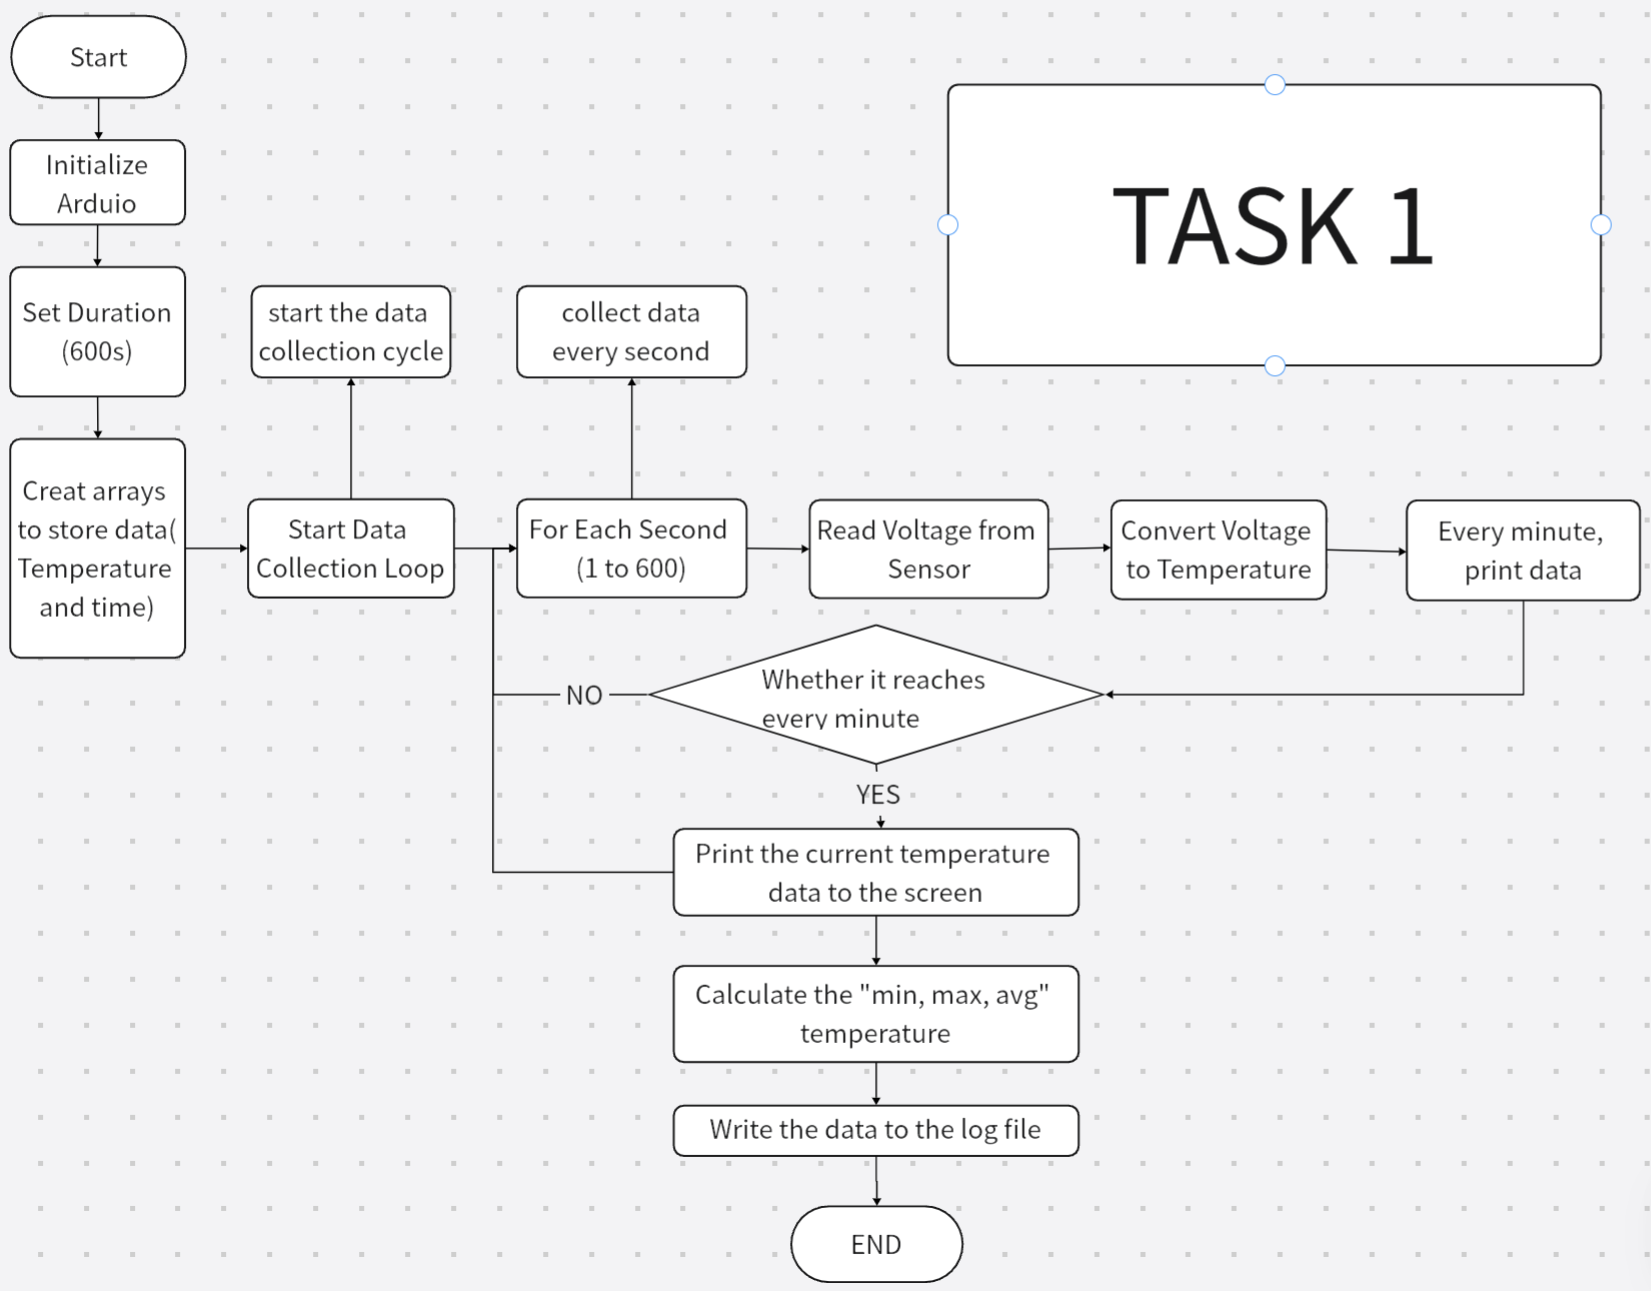 Start
Initialize
Arduio
Set Duration
(600s)
Creat arrays
to store data(
Temperature
and time)
start the data
collection cycle
collect data
every second
TASK 1
Start Data
Collection Loop
For Each Second
(1 to 600)
Read Voltage from
Sensor
Convert Voltage
to Temperature
Every minute,
print data
Whether it reaches
every minute
NO
YES
Print the current temperature
data to the screen
Calculate the "min, max, avg"
temperature
Write the data to the log file
END